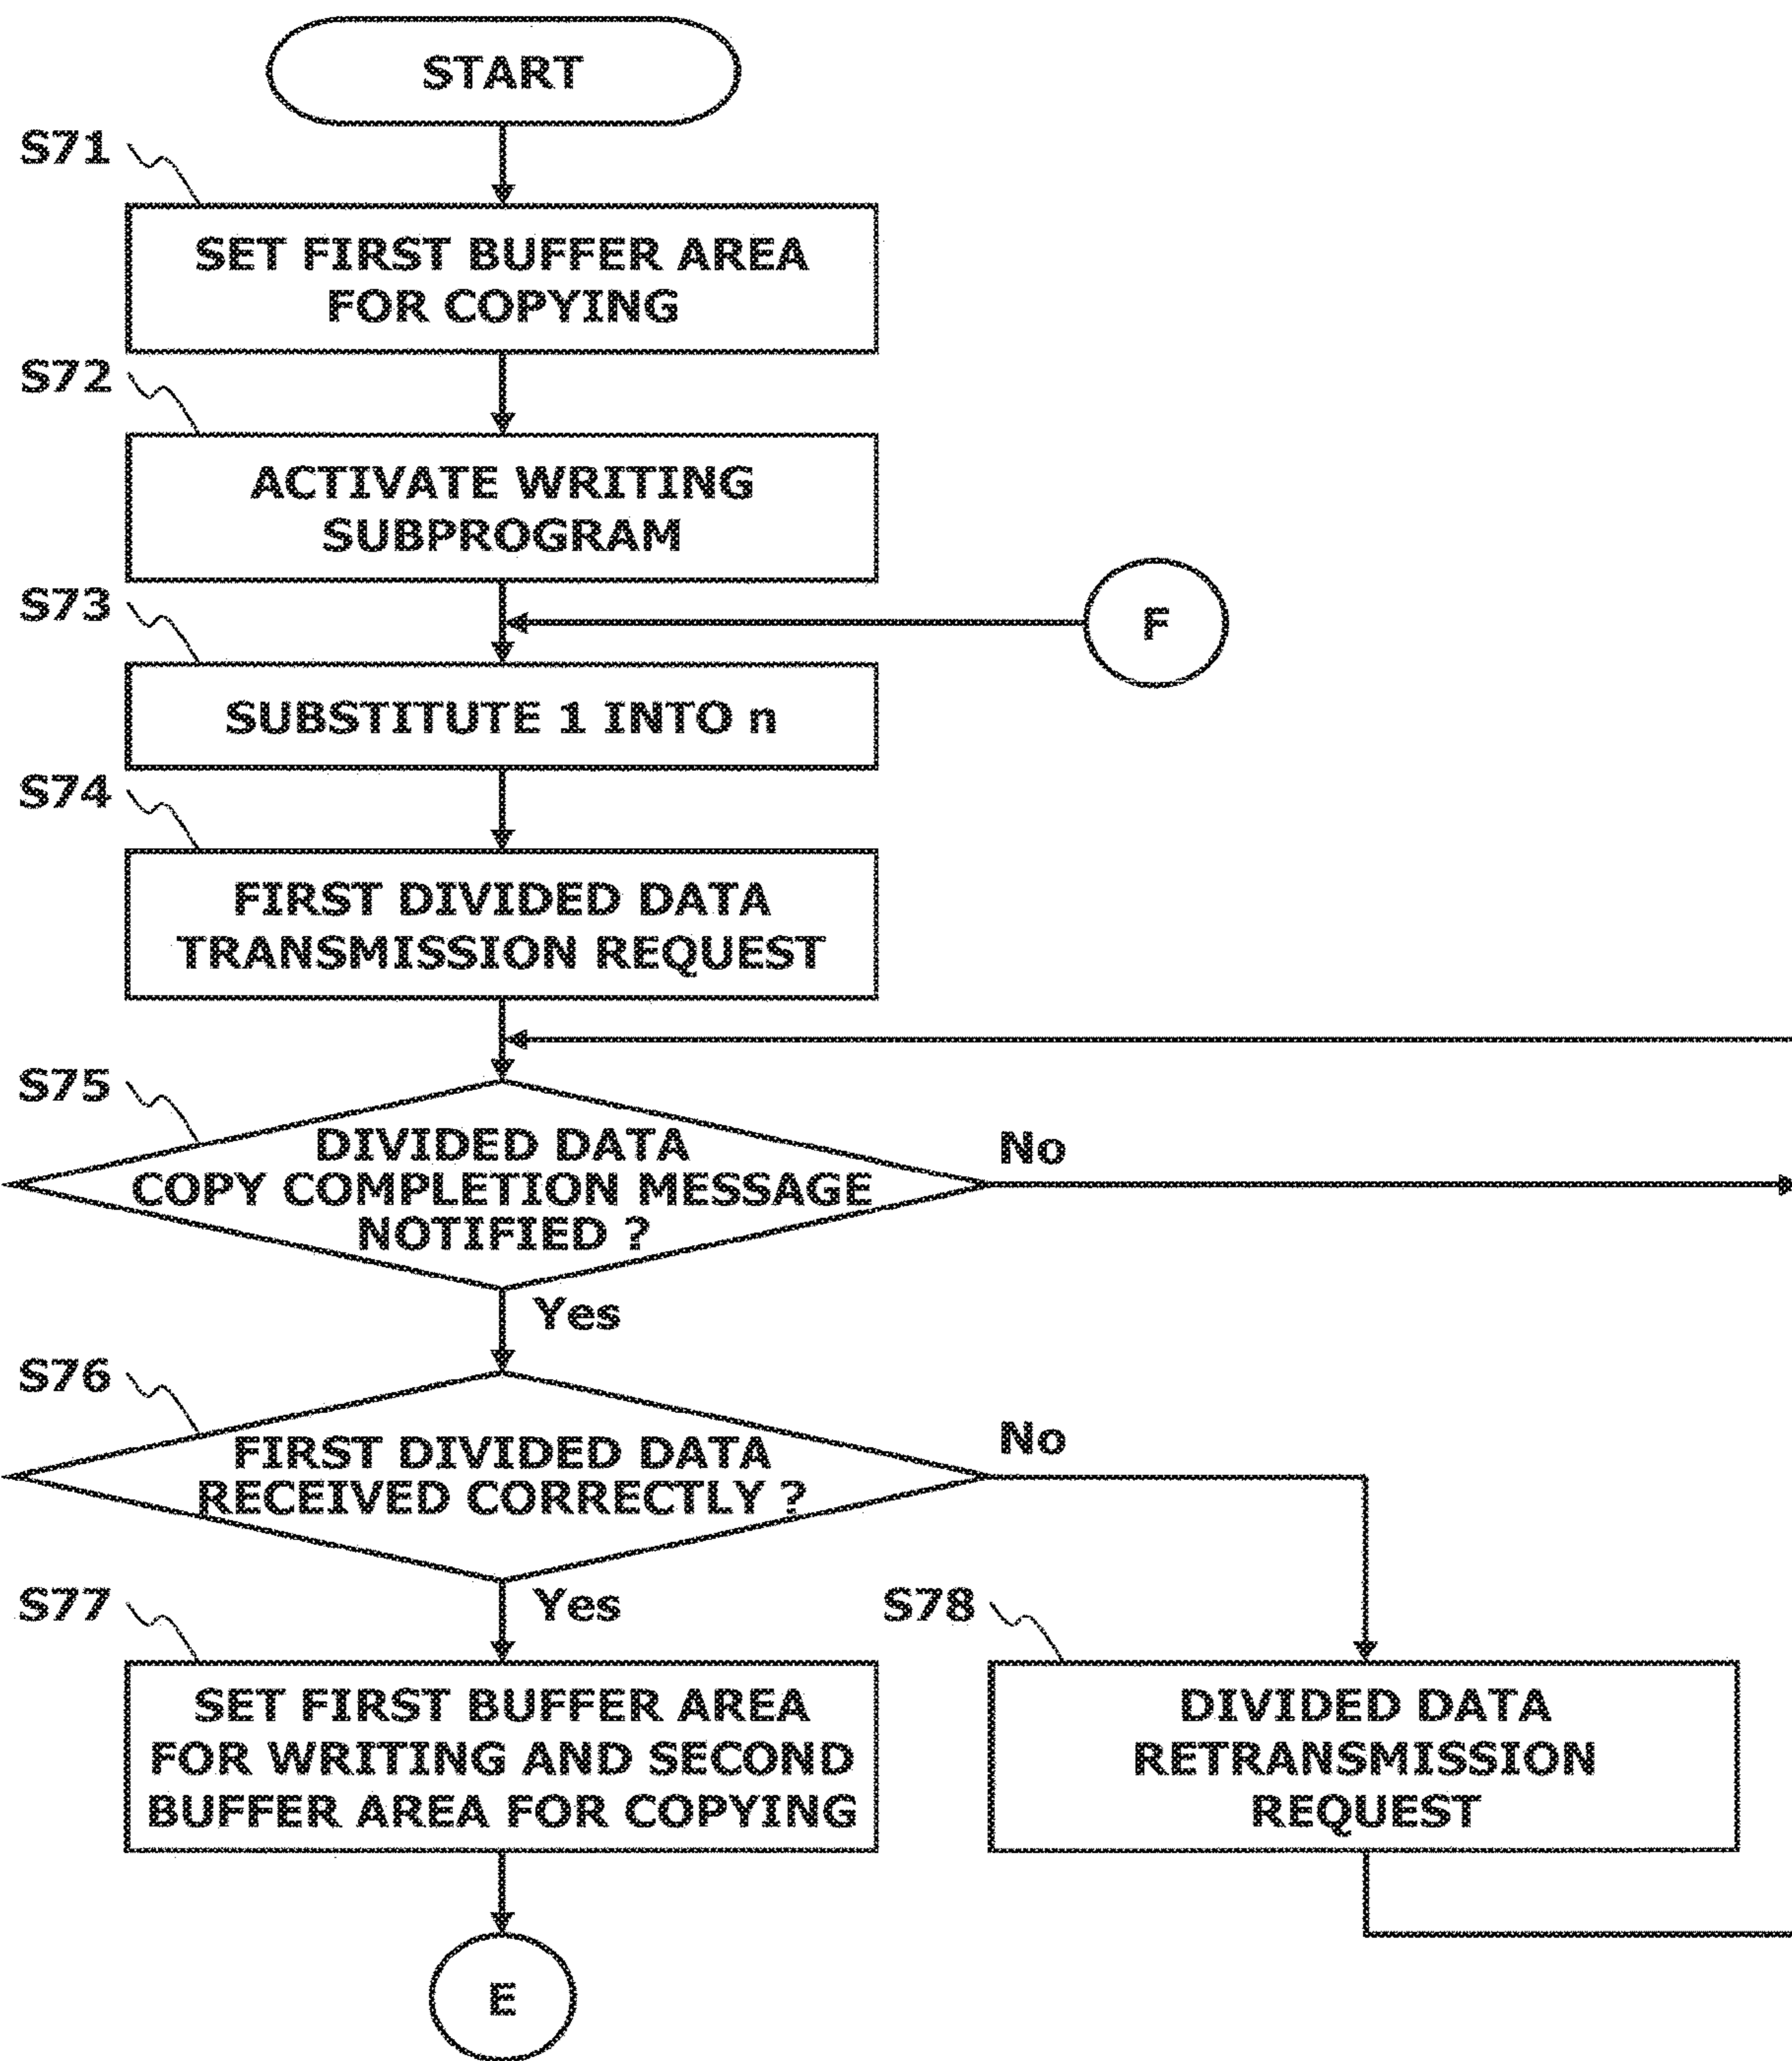 START
S71
SET FIRST BUFFER AREA
FOR COPYING
S72
ACTIVATE WRITING
SUBPROGRAM
S73
F
SUBSTITUTE 1 INTO n
S74
FIRST DIVIDED DATA
TRANSMISSION REQUEST
S75
DIVIDED DATA
COPY COMPLETION MESSAGE
NOTIFIED ?
No
Yes
S76
FIRST DIVIDED DATA
RECEIVED CORRECTLY ?
No
Yes
S77
SET FIRST BUFFER AREA
FOR WRITING AND SECOND
BUFFER AREA FOR COPYING
S78
DIVIDED DATA
RETRANSMISSION
REQUEST
E